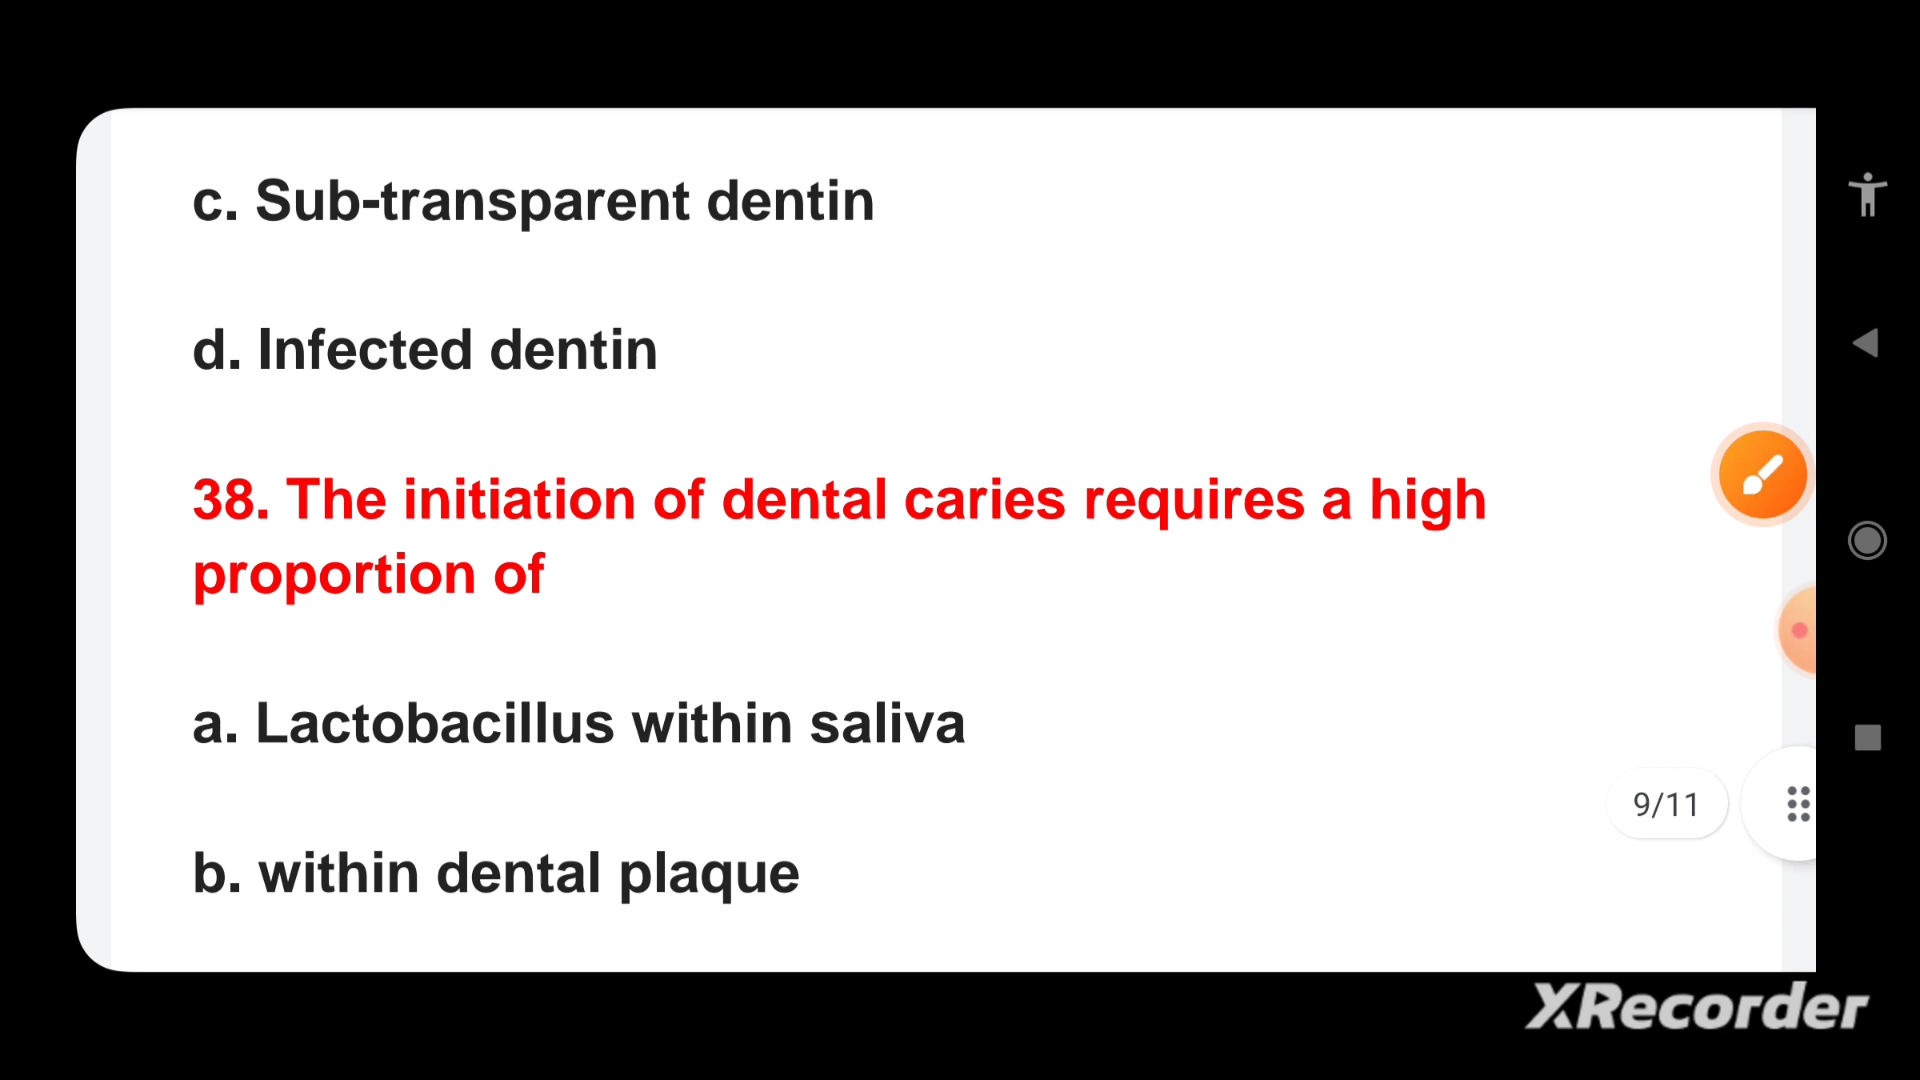 c. Sub-transparent dentin
d. Infected dentin
38. The initiation of dental caries requires a high
proportion of
a. Lactobacillus within saliva
9/11
b. within dental plaque
XRecorder